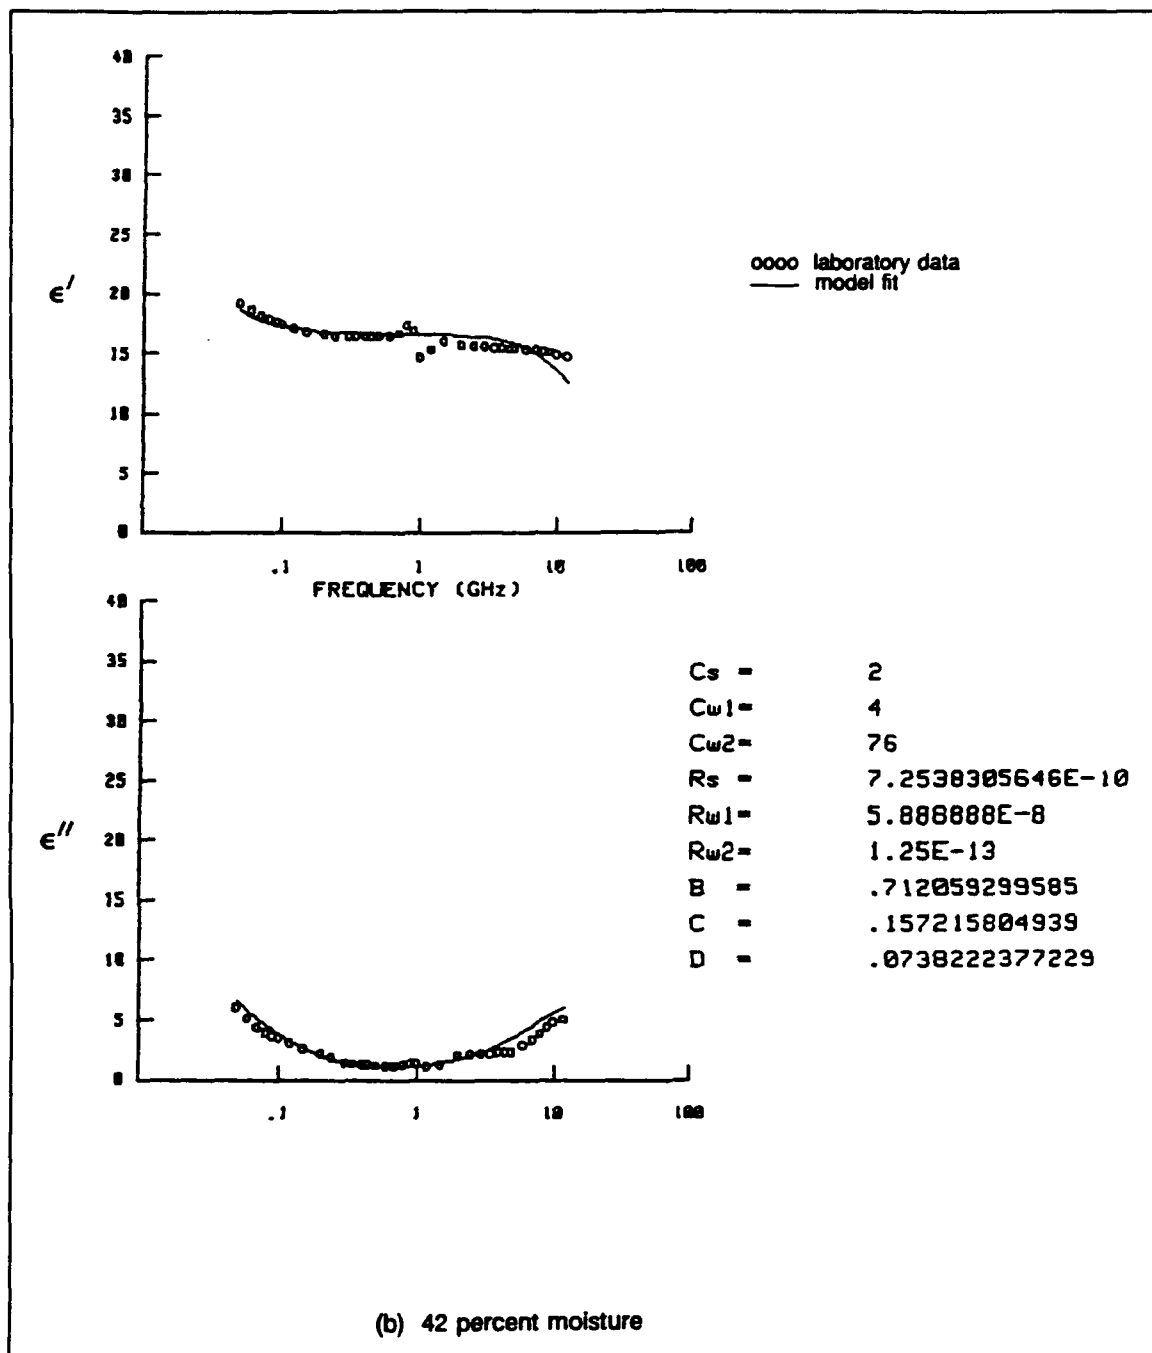 40
35
30
25
20
15
10
5
0
ϵ′
.1 1 10 100
FREQUENCY (GHz)
oooo laboratory data
model fit
40
35
30
25
20
15
10
5
0
ϵ″
.1 1 10 100
Cs = 2
Cw1= 4
Cw2= 76
Rs = 7.2538305646E-10
Rw1= 5.888888E-8
Rw2= 1.25E-13
B = .712059299585
C = .157215804939
D = .0738222377229
(b) 42 percent moisture